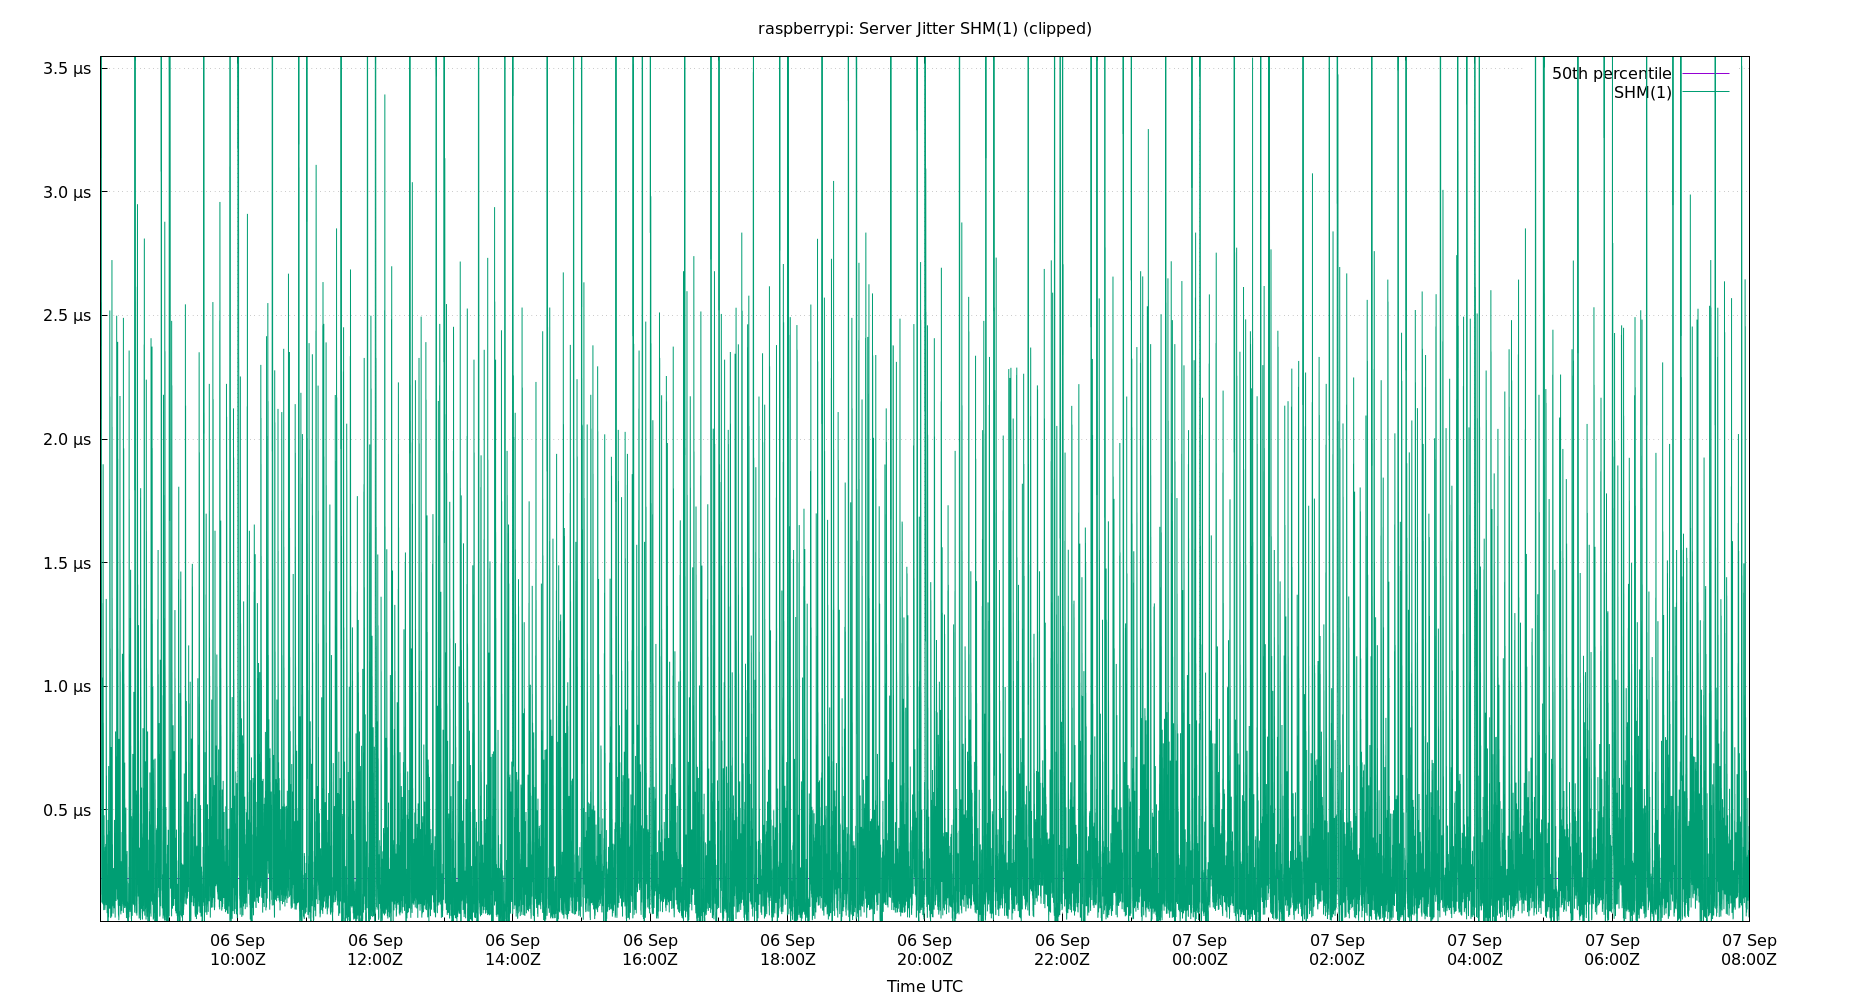 raspberrypi: Server Jitter SHM(1) (clipped)
3.5 µs
3.0 µs
2.5 µs
2.0 µs
1.5 µs
1.0 µs
0.5 µs
50th percentile
SHM(1)
06 Sep 06 Sep 06 Sep 06 Sep 06 Sep 06 Sep 06 Sep 07 Sep 07 Sep 07 Sep 07 Sep 07 Sep
10:00Z 12:00Z 14:00Z 16:00Z 18:00Z 20:00Z 22:00Z 00:00Z 02:00Z 04:00Z 06:00Z 08:00Z
Time UTC